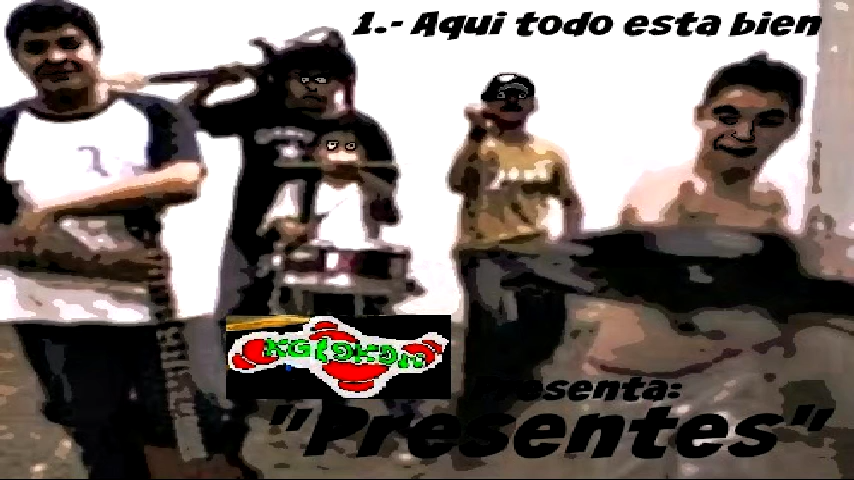 1.- Aqui todo esta bien
Presenta:
"Presentes"